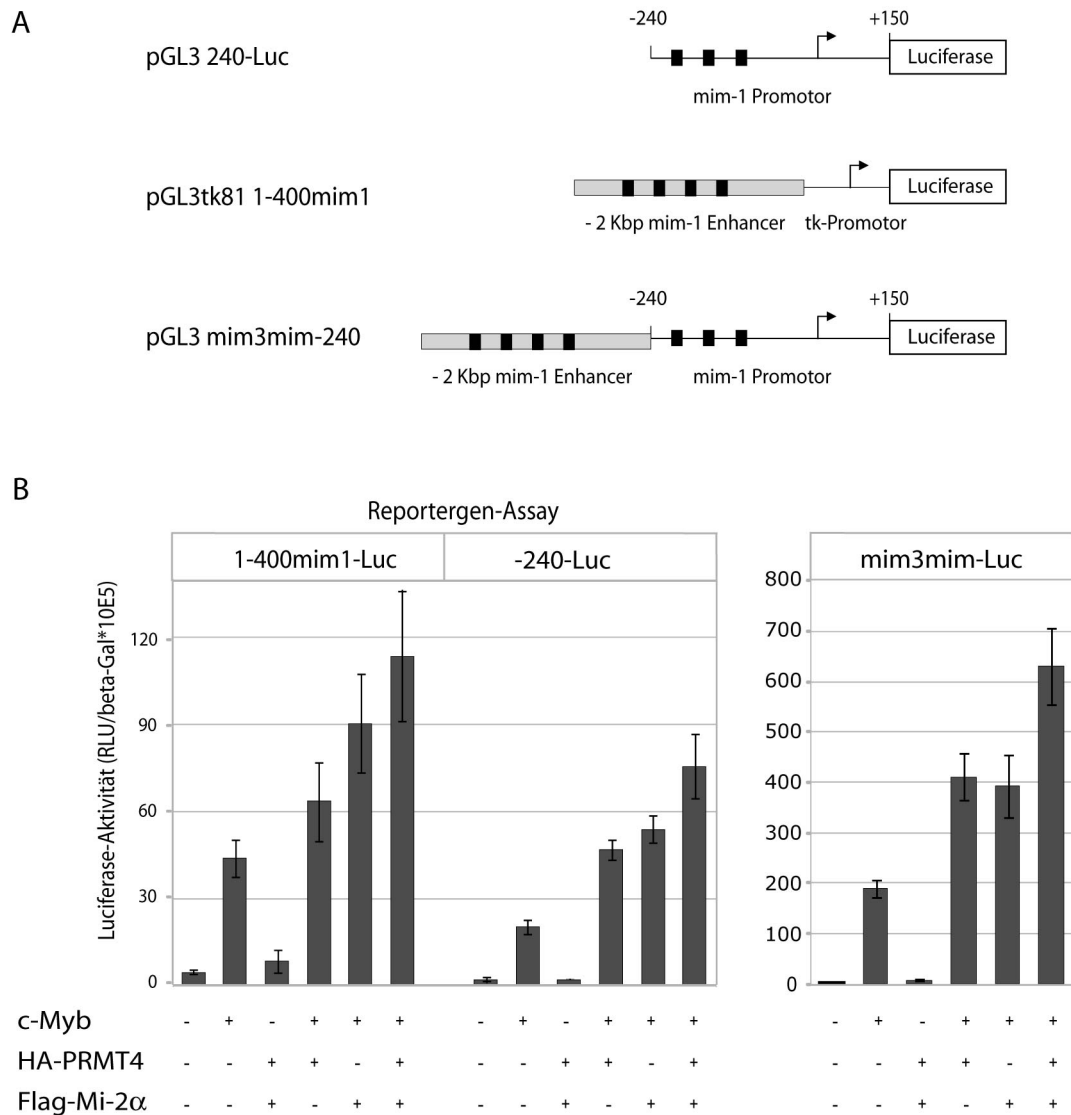 A
pGL3 240-Luc
-240
+150
Luciferase
mim-1 Promotor
pGL3tk81 1-400mim1
Luciferase
- 2 Kbp mim-1 Enhancer
tk-Promotor
pGL3 mim3mim-240
-240
+150
Luciferase
- 2 Kbp mim-1 Enhancer
mim-1 Promotor
B
Reportergen-Assay
1-400mim1-Luc
-240-Luc
mim3mim-Luc
Luciferase-Aktivität (RLU/beta-Gal*10E5)
120
90
60
30
0
800
700
600
500
400
300
200
100
0
c-Myb - + - + + + - + - + + + - + - + + +
HA-PRMT4 - - + + - + - - + + - + - - + + - +
Flag-Mi-2α - - + - + + - - + - + + - - + - + +